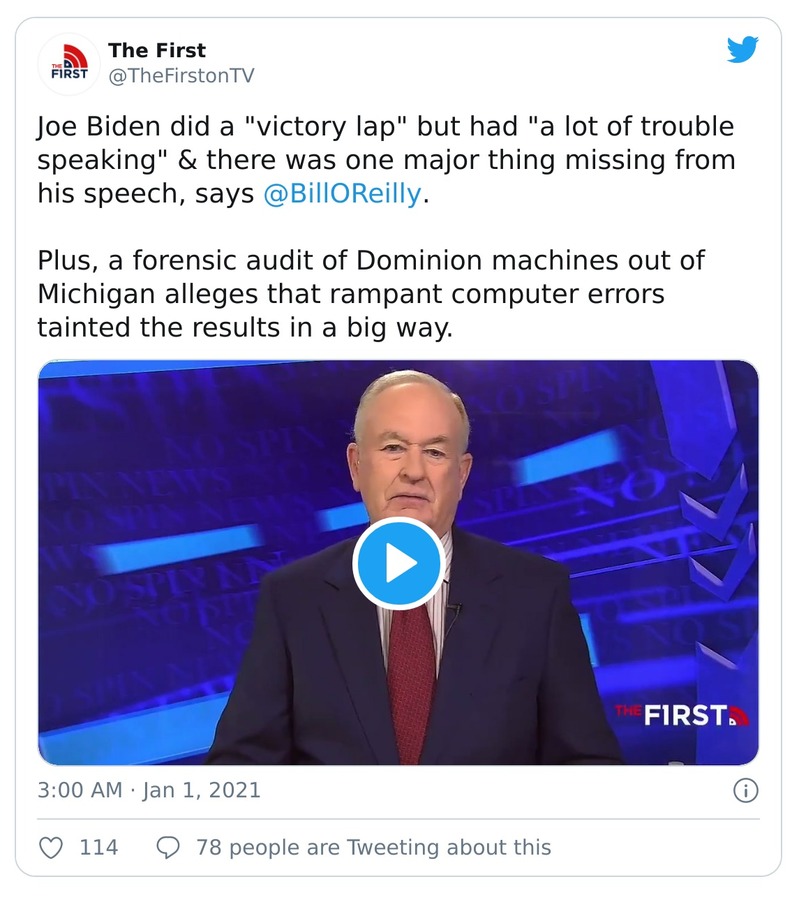 THE
FIRST
The First
@TheFirstonTV
Joe Biden did a "victory lap" but had "a lot of trouble
speaking" & there was one major thing missing from
his speech, says @BillOReilly.
Plus, a forensic audit of Dominion machines out of
Michigan alleges that rampant computer errors
tainted the results in a big way.
NO SPIN
NO
NO SPIN
THE FIRST
3:00 AM · Jan 1, 2021
114
78 people are Tweeting about this